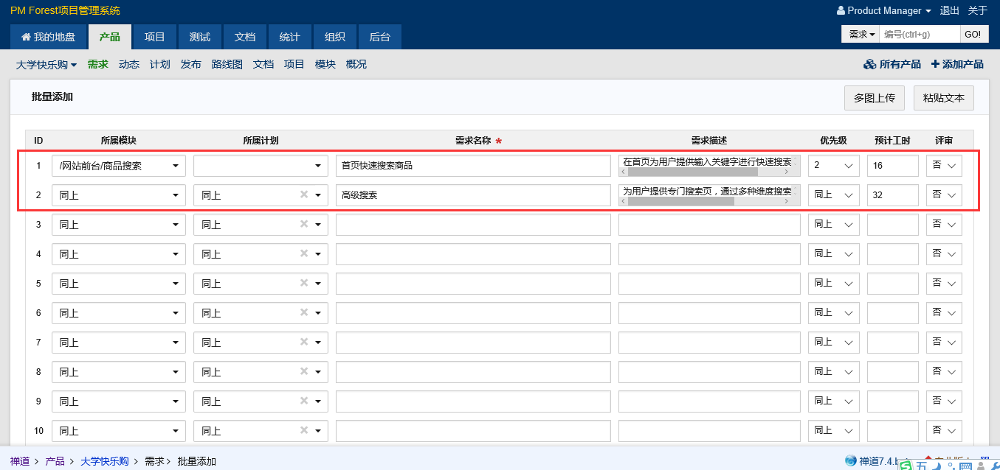 PM Forest项目管理系统 Product Manager 退出 关于
我的地盘 产品 项目 测试 文档 统计 组织 后台 需求 编号(ctrl+g) GO!
大学快乐购 需求 动态 计划 发布 路线图 文档 项目 模块 概况 所有产品 添加产品
批量添加 多图上传 粘贴文本
ID 所属模块 所属计划 需求名称 * 需求描述 优先级 预计工时 评审
1 /网站前台/商品搜索 首页快速搜索商品 在首页为用户提供输入关键字进行快速搜索 2 16 否
2 同上 同上 高级搜索 为用户提供专门搜索页，通过多种维度搜索 同上 32 否
3 同上 同上 同上 否
4 同上 同上 同上 否
5 同上 同上 同上 否
6 同上 同上 同上 否
7 同上 同上 同上 否
8 同上 同上 同上 否
9 同上 同上 同上 否
10 同上 同上 同上 否
禅道 > 产品 > 大学快乐购 > 需求 > 批量添加 禅道7.4.b 五